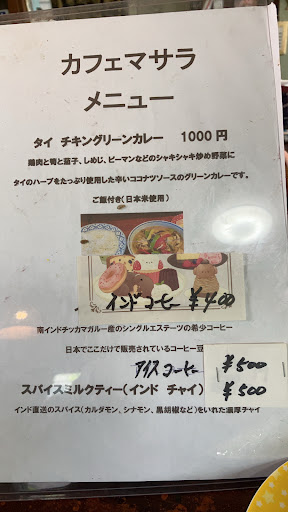 カフェマサラ
メニュー
タイ チキングリーンカレー 1000円
鶏肉と筍と茄子、しめじ、ピーマンなどのシャキシャキ炒め野菜に
タイのハーブをたっぷり使用した辛いココナツソースのグリーンカレーです。
ご飯付き(日本米使用)
インドコーヒー ¥400
南インドチッカマガルー産のシングルエステーツの希少コーヒー
日本でここだけで販売されているコーヒー豆
アイスコーヒー ¥500
スパイスミルクティー(インド チャイ) ¥500
インド直送のスパイス(カルダモン、シナモン、黒胡椒など)をいれた濃厚チャイ